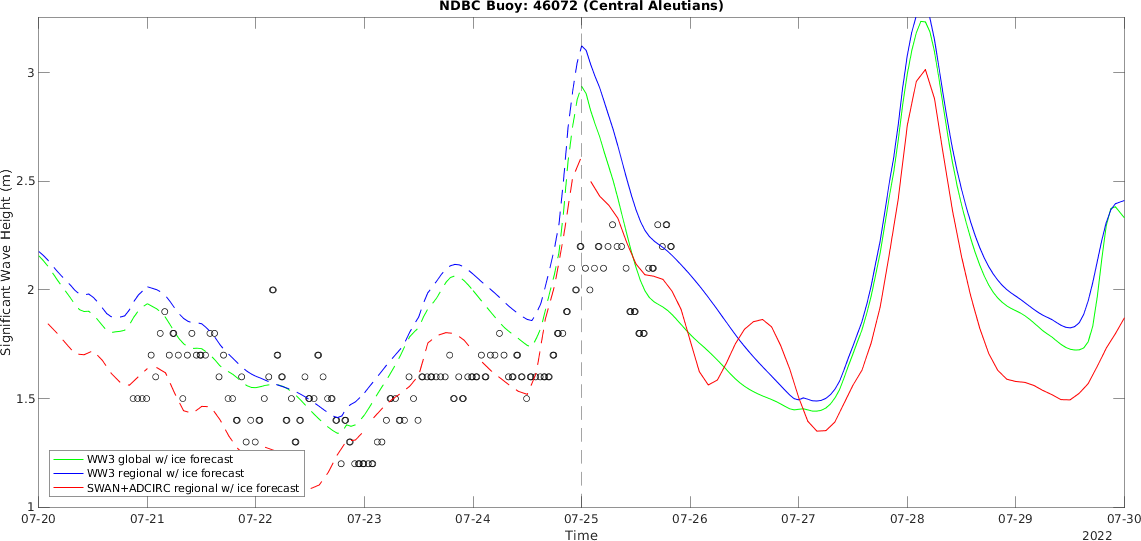 NDBC Buoy: 46072 (Central Aleutians)
Significant Wave Height (m)
3
2.5
2
1.5
1
WW3 global w/ ice forecast
WW3 regional w/ ice forecast
SWAN+ADCIRC regional w/ ice forecast
07-20 07-21 07-22 07-23 07-24 07-25 07-26 07-27 07-28 07-29 07-30
Time
2022